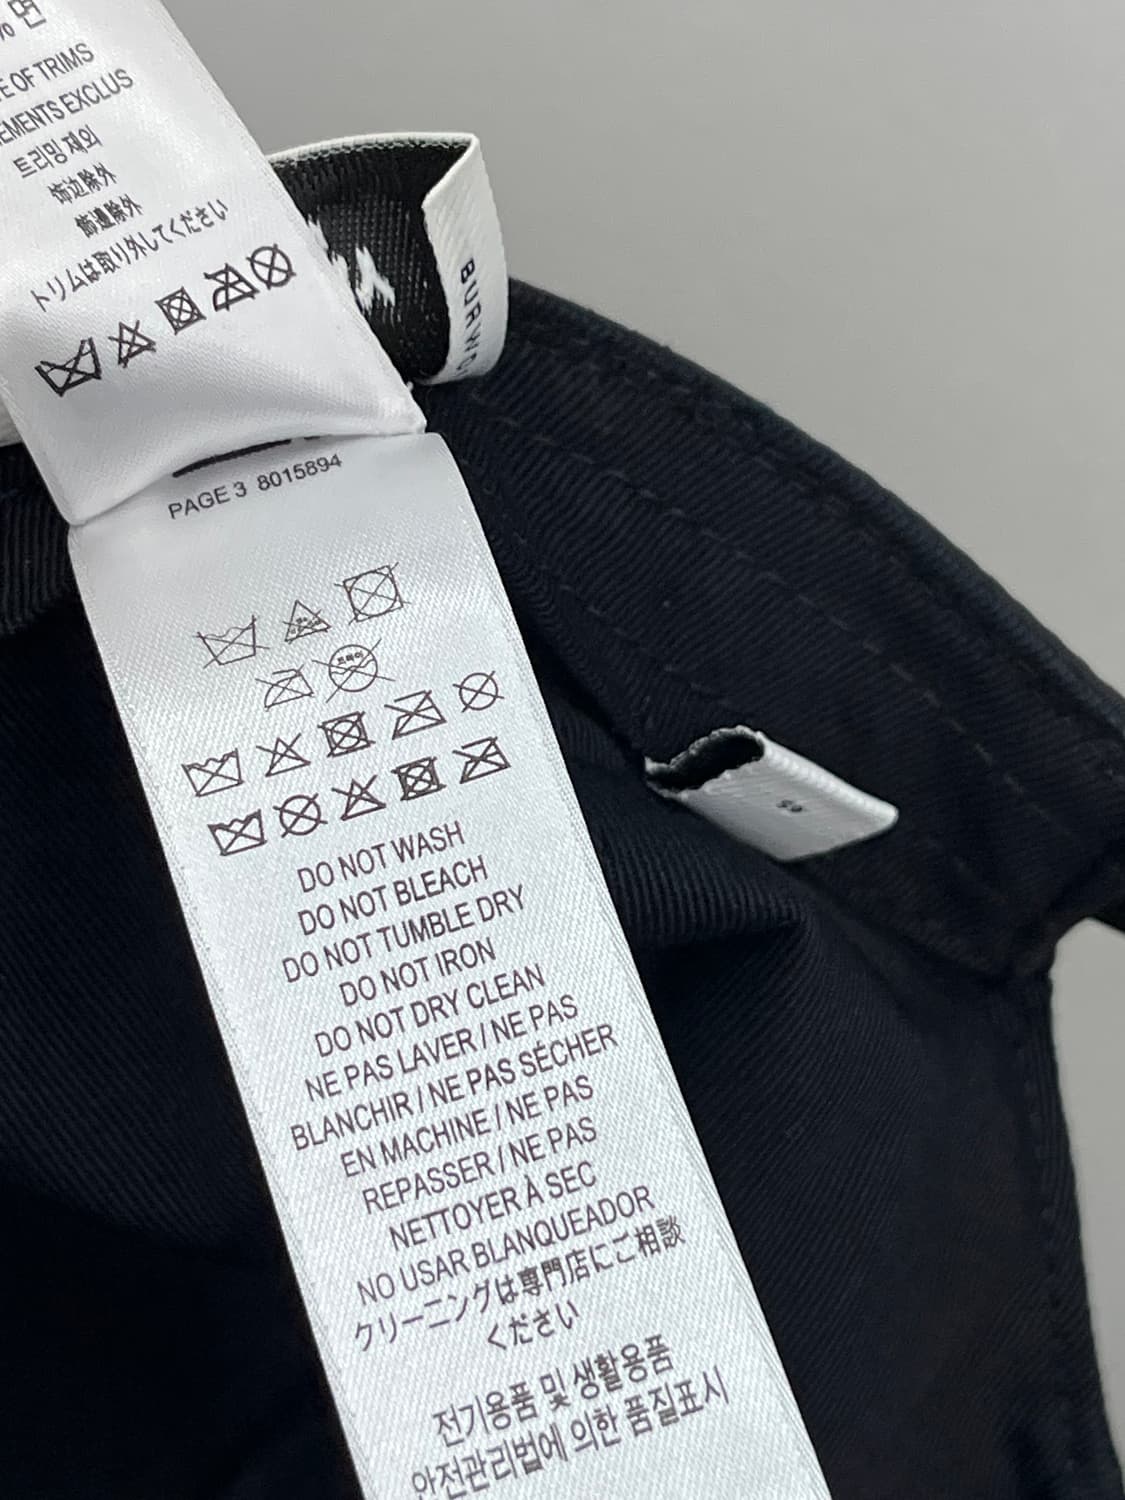 % 면
OF TRIMS
EXCLUS
트리밍 제외
饰边除外
飾邊除外
トリムは取り外してください
PAGE 3 8015894
DO NOT WASH
DO NOT BLEACH
DO NOT TUMBLE DRY
DO NOT IRON
DO NOT DRY CLEAN
NE PAS LAVER / NE PAS
BLANCHIR / NE PAS SÉCHER
EN MACHINE / NE PAS
REPASSER / NE PAS
NETTOYER À SEC
NO USAR BLANQUEADOR
クリーニングは専門店にご相談
ください
전기용품 및 생활용품
안전관리법에 의한 품질표시